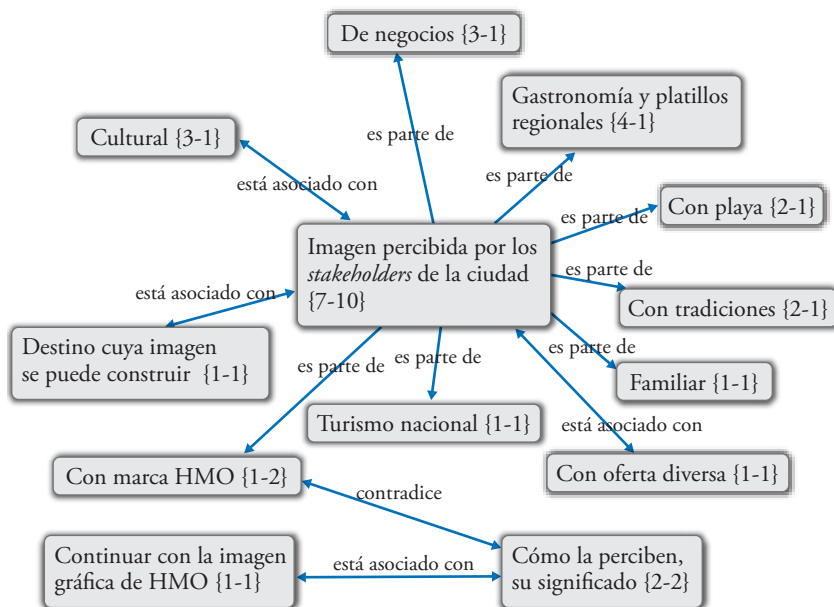 De negocios {3-1}
Gastronomía y platillos
regionales {4-1}
es parte de
Cultural {3-1}
es parte de
está asociado con
Con playa {2-1}
es parte de
Imagen percibida por los
stakeholders de la ciudad
{7-10}
es parte de
está asociado con
Con tradiciones {2-1}
Destino cuya imagen
se puede construir {1-1}
es parte de
es parte de
es parte de
Familiar {1-1}
Turismo nacional {1-1}
está asociado con
Con marca HMO {1-2}
Con oferta diversa {1-1}
contradice
Continuar con la imagen
gráfica de HMO {1-1}
está asociado con
Cómo la perciben,
su significado {2-2}